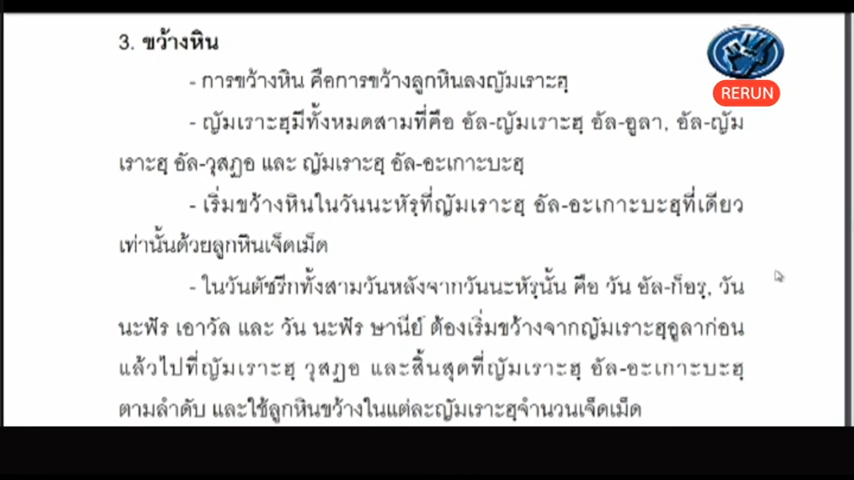 3. ขว้างหิน
RERUN
- การขว้างหิน คือการขว้างลูกหินลงญัมเราะฮฺ
- ญัมเราะฮฺมีทั้งหมดสามที่คือ อัล-ญัมเราะฮฺ อัล-อูลา, อัล-ญัม
เราะฮฺ อัล-วุสฏอ และ ญัมเราะฮฺ อัล-อะเกาะบะฮฺ
- เริ่มขว้างหินในวันนะหัรฺที่ญัมเราะฮฺ อัล-อะเกาะบะฮฺที่เดียว
เท่านั้นด้วยลูกหินเจ็ดเม็ด
- ในวันตัชรีกทั้งสามวันหลังจากวันนะหัรฺนั้น คือ วัน อัล-ก็อรฺ, วัน
นะฟัร เอาวัล และ วัน นะฟัร ษานีย์ ต้องเริ่มขว้างจากญัมเราะฮฺอูลาก่อน
แล้วไปที่ญัมเราะฮฺ วุสฏอ และสิ้นสุดที่ญัมเราะฮฺ อัล-อะเกาะบะฮฺ
ตามลำดับ และใช้ลูกหินขว้างในแต่ละญัมเราะฮฺจำนวนเจ็ดเม็ด